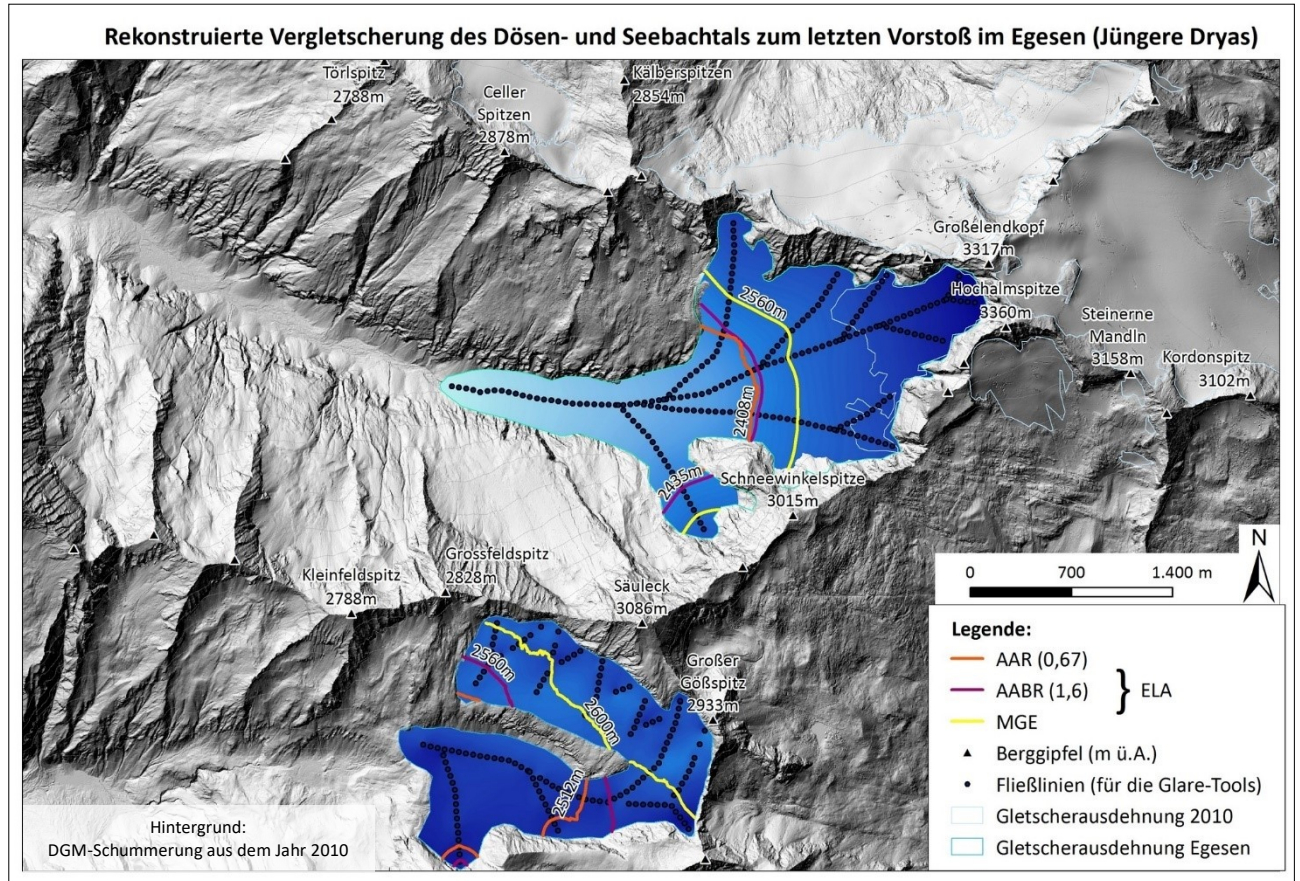 Rekonstruierte Vergletscherung des Dösen- und Seebachtals zum letzten Vorstoß im Egesen (Jüngere Dryas)
Törlspitz
2788m
Celler
Spitzen
2878m
Kälberspitzen
2854m
Großelendkopf
3317m
Hochalmspitze
3360m
Steinerne
Mandln
3158m
Kordonspitz
3102m
2560m
2408m
2435m
Schneewinkelspitze
3015m
Kleinfeldspitz
2788m
Grossfeldspitz
2828m
Säuleck
3086m
Großer
Gößspitz
2933m
2560m
2600m
2512m
N
0 700 1.400 m
Legende:
AAR (0,67)
AABR (1,6) } ELA
MGE
Berggipfel (m ü.A.)
Fließlinien (für die Glare-Tools)
Gletscherausdehnung 2010
Gletscherausdehnung Egesen
Hintergrund:
DGM-Schummerung aus dem Jahr 2010